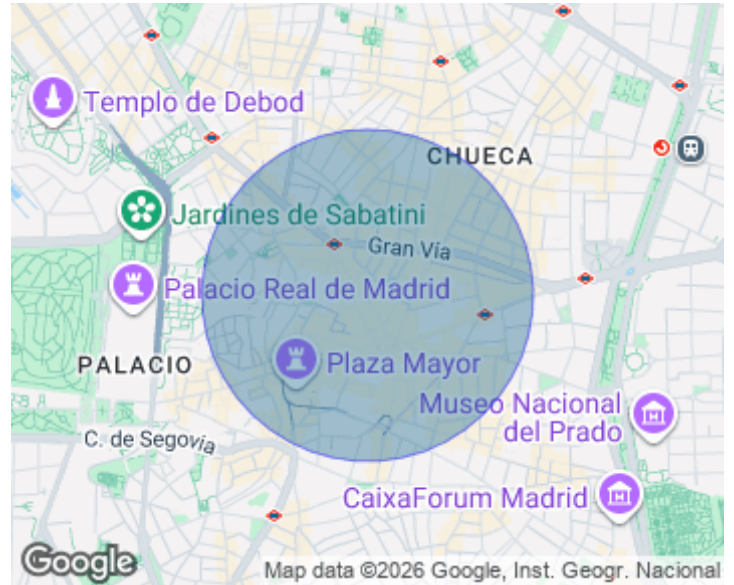 Templo de Debod
CHUECA
Jardines de Sabatini
Gran Vía
Palacio Real de Madrid
PALACIO
Plaza Mayor
Museo Nacional
del Prado
C. de Segovia
CaixaForum Madrid
Google
Map data ©2026 Google, Inst. Geogr. Nacional